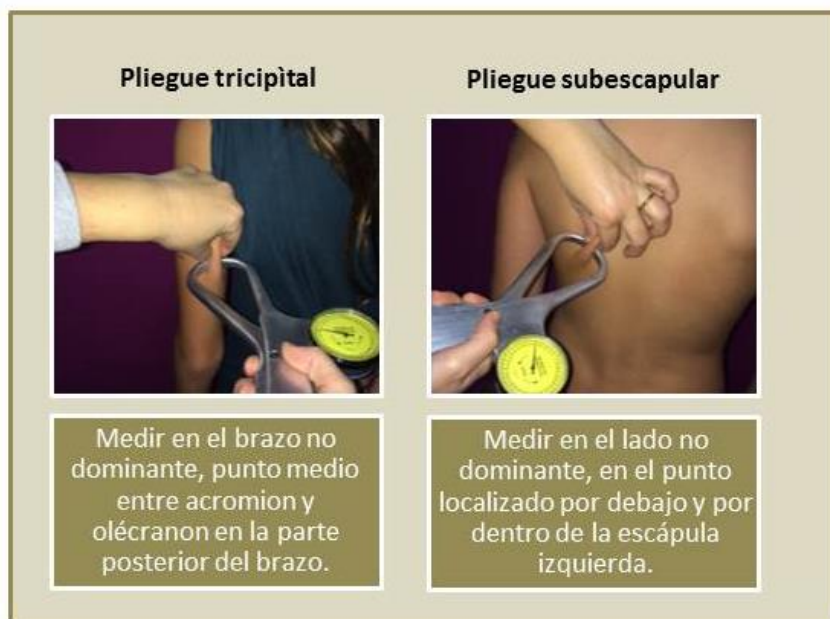 Pliegue tricipìtal
Medir en el brazo no
dominante, punto medio
entre acromion y
olécranon en la parte
posterior del brazo.
Pliegue subescapular
Medir en el lado no
dominante, en el punto
localizado por debajo y por
dentro de la escápula
izquierda.